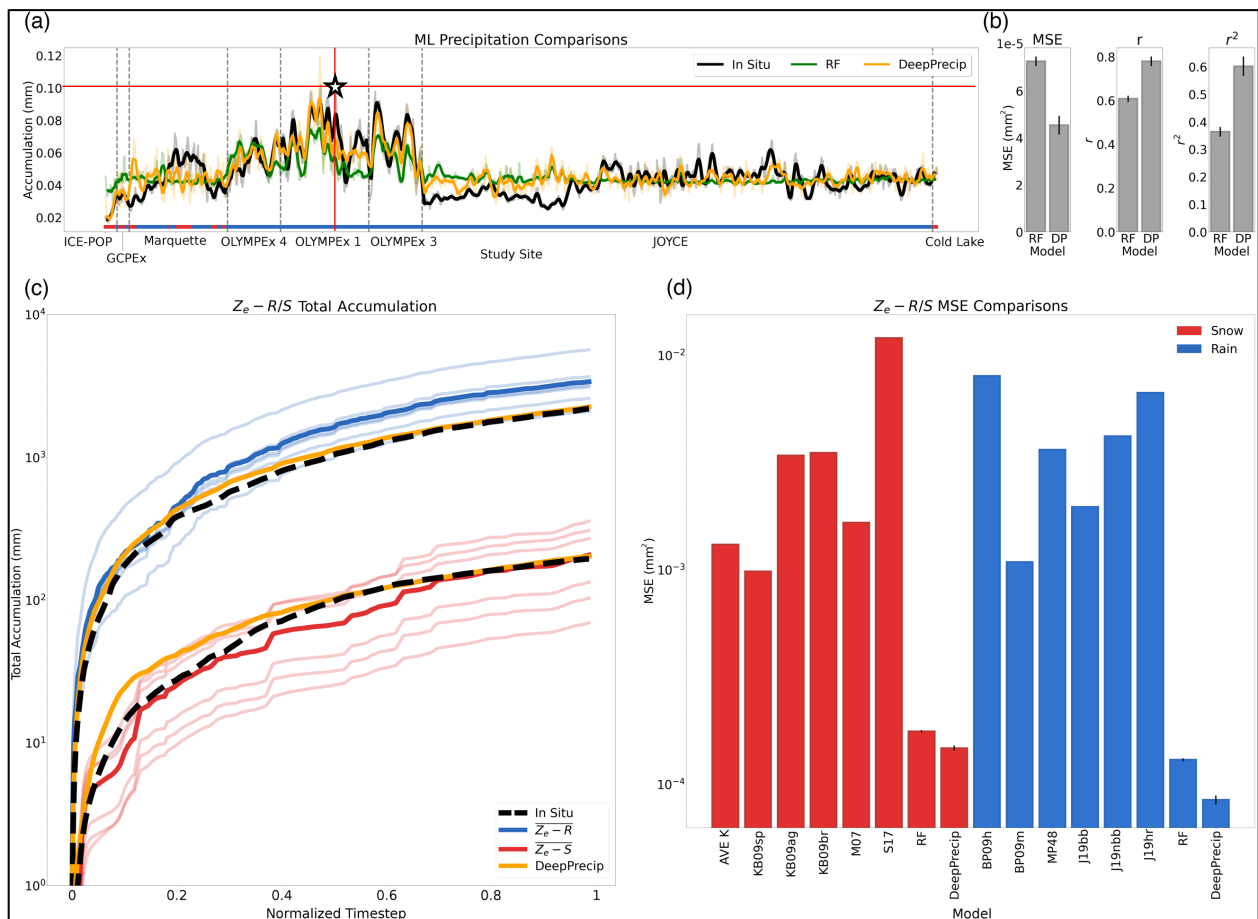 (a)
ML Precipitation Comparisons
In Situ RF DeepPrecip
Accumulation (mm)
0.12
0.10
0.08
0.06
0.04
0.02
ICE-POP GCPEx Marquette OLYMPEx 4 OLYMPEx 1 OLYMPEx 3 JOYCE Cold Lake
Study Site
(b)
MSE
1e-5
MSE (mm²)
6
4
2
0
RF DP
Model
r
r
0.8
0.6
0.4
0.2
0.0
RF DP
Model
r²
r²
0.6
0.5
0.4
0.3
0.2
0.1
0.0
RF DP
Model
(c)
Zₑ − R/S Total Accumulation
Total Accumulation (mm)
10⁴
10³
10²
10¹
10⁰
0 0.2 0.4 0.6 0.8 1
Normalized Timestep
In Situ
Zₑ − R
Zₑ − S
DeepPrecip
(d)
Zₑ − R/S MSE Comparisons
Snow
Rain
MSE (mm²)
10⁻²
10⁻³
10⁻⁴
AVE K KB09sp KB09ag KB09br M07 S17 RF DeepPrecip BP09h BP09m MP48 J19bb J19nbb J19hr RF DeepPrecip
Model